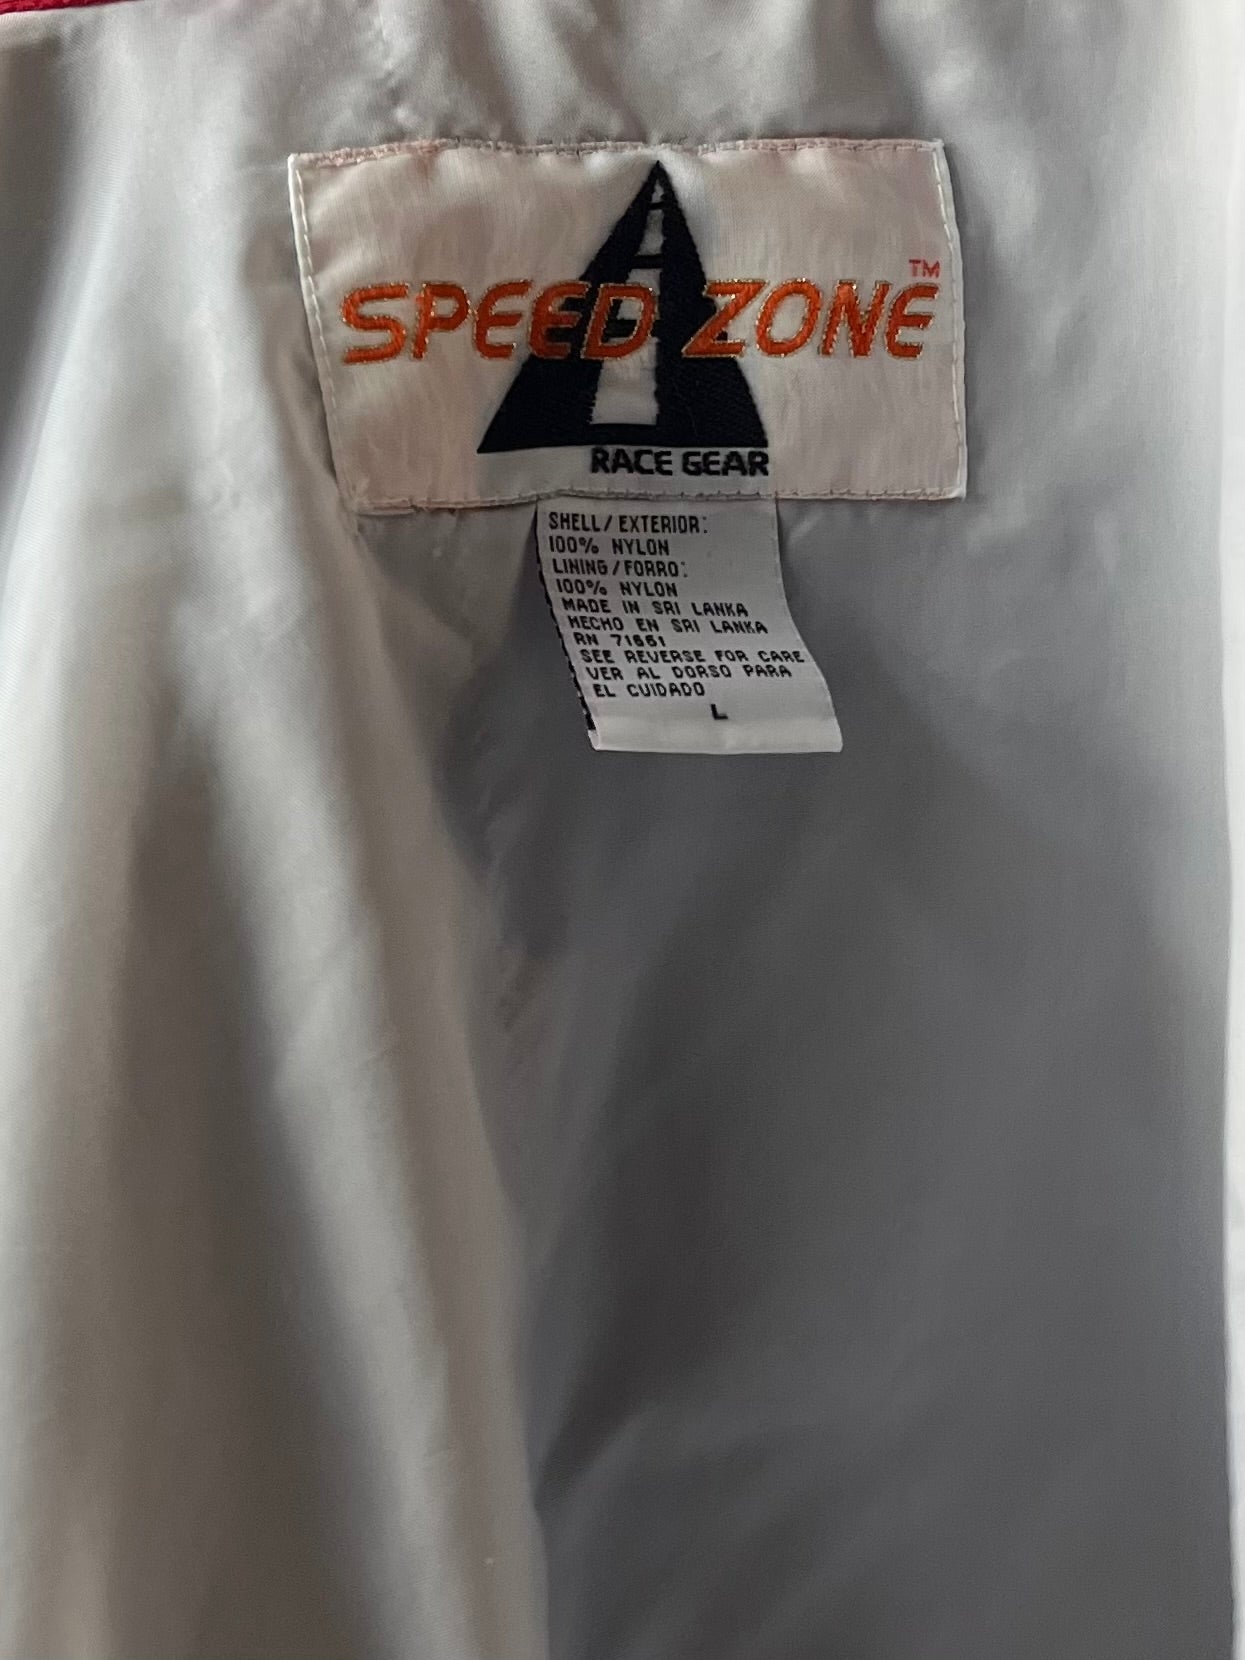 SPEED ZONE™
RACE GEAR
SHELL/EXTERIOR:
100% NYLON
LINING/FORRO:
100% NYLON
MADE IN SRI LANKA
HECHO EN SRI LANKA
RN 71661
SEE REVERSE FOR CARE
VER AL DORSO PARA
EL CUIDADO
L